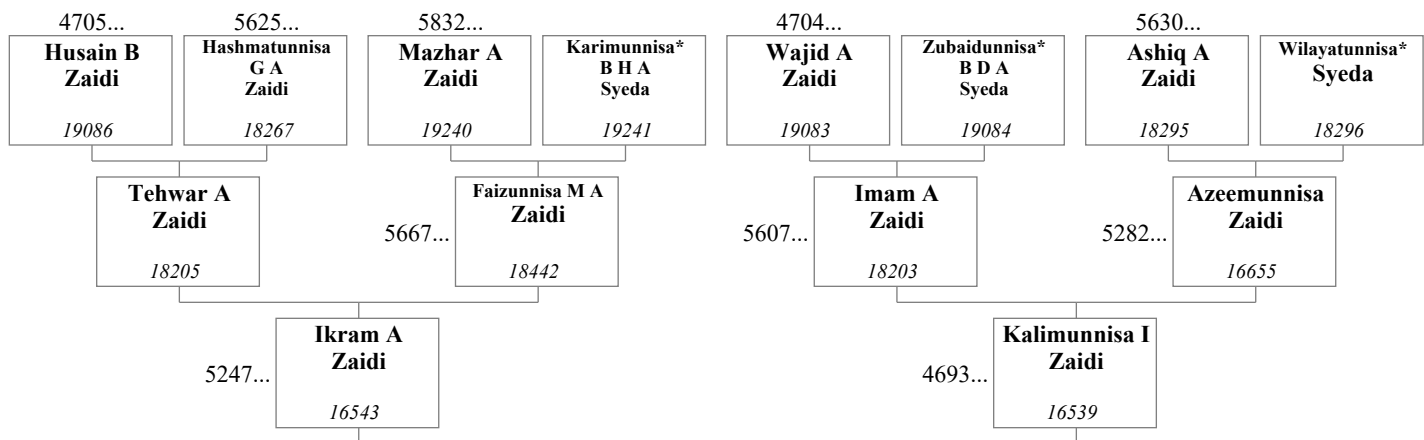 4705...
5625...
5832...
4704...
5630...
Husain B
Zaidi
19086
Hashmatunnisa
G A
Zaidi
18267
Mazhar A
Zaidi
19240
Karimunnisa*
B H A
Syeda
19241
Wajid A
Zaidi
19083
Zubaidunnisa*
B D A
Syeda
19084
Ashiq A
Zaidi
18295
Wilayatunnisa*
Syeda
18296
Tehwar A
Zaidi
18205
5667...
Faizunnisa M A
Zaidi
18442
5607...
Imam A
Zaidi
18203
5282...
Azeemunnisa
Zaidi
16655
5247...
Ikram A
Zaidi
16543
4693...
Kalimunnisa I
Zaidi
16539